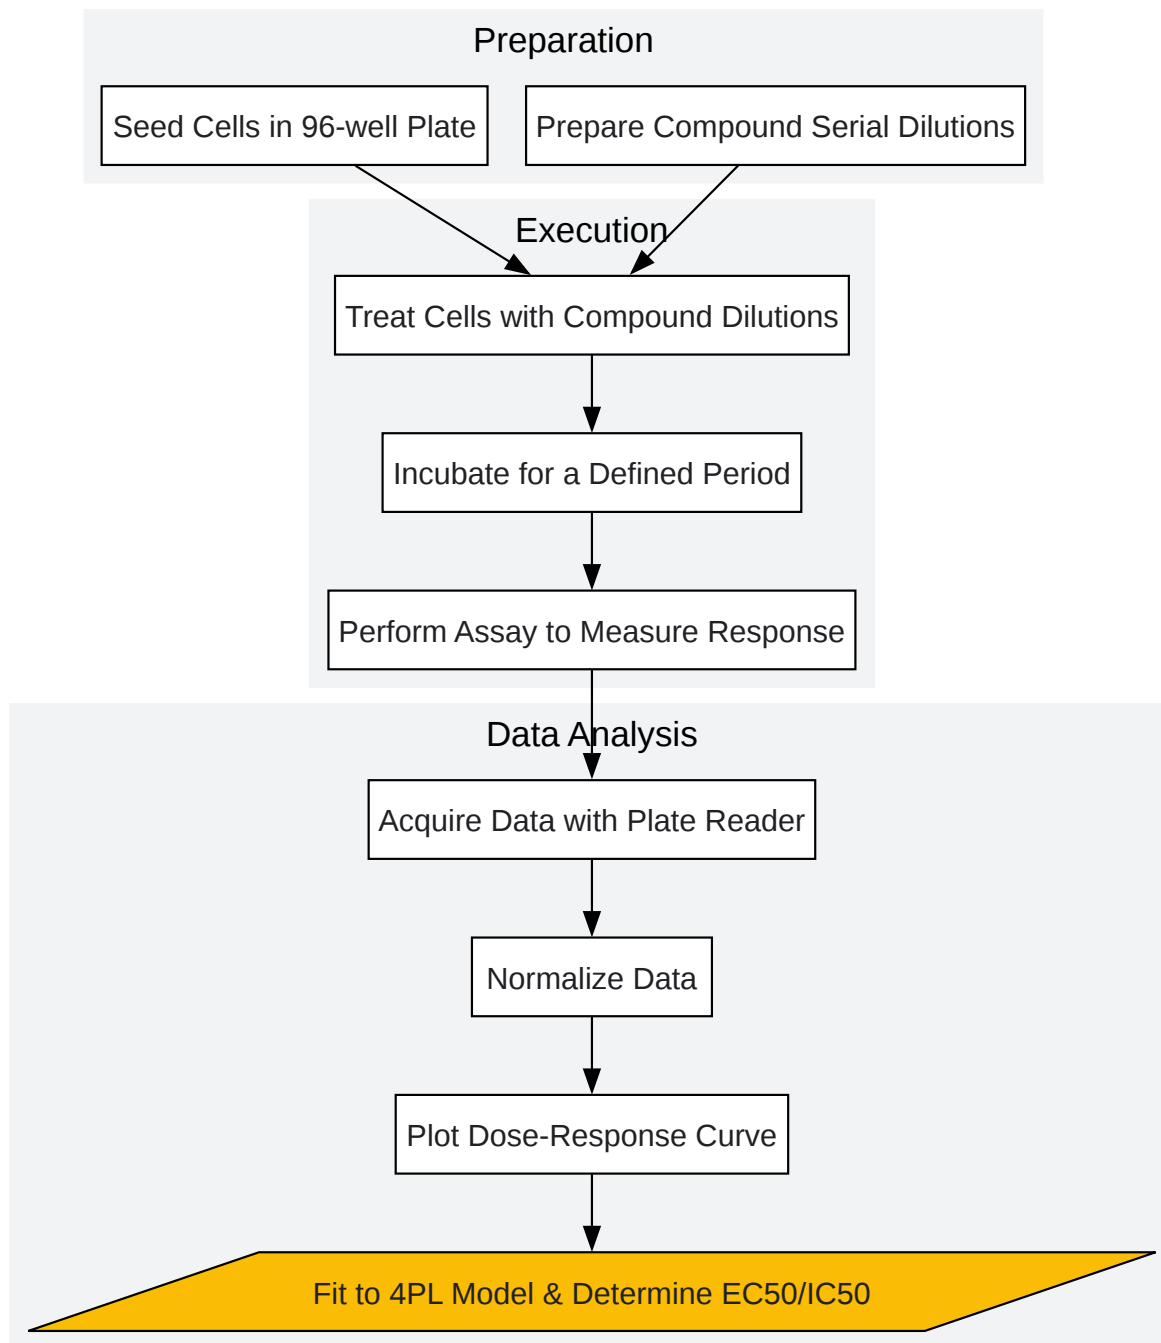 Preparation
Seed Cells in 96-well Plate
Prepare Compound Serial Dilutions
Execution
Treat Cells with Compound Dilutions
Incubate for a Defined Period
Perform Assay to Measure Response
Data Analysis
Acquire Data with Plate Reader
Normalize Data
Plot Dose-Response Curve
Fit to 4PL Model & Determine EC50/IC50